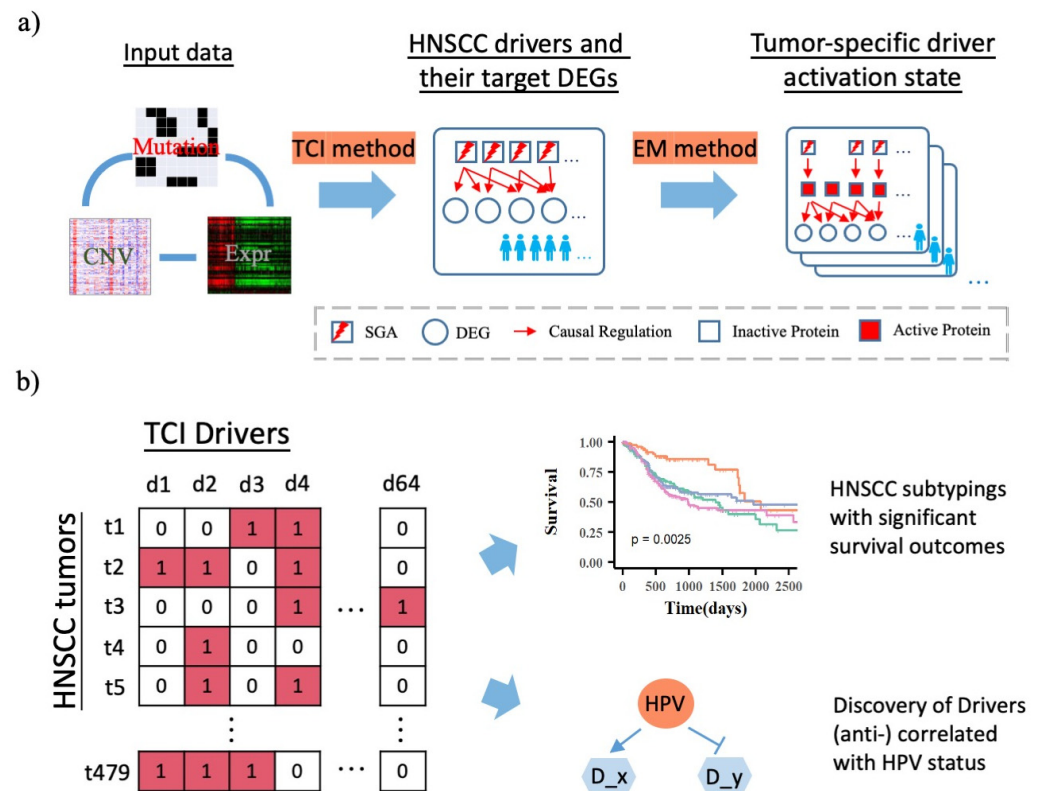 a)
Input data
Mutation
CNV
Expr
TCI method
HNSCC drivers and
their target DEGs
...
...
...
EM method
Tumor-specific driver
activation state
...
...
...
...
SGA
DEG
Causal Regulation
Inactive Protein
Active Protein
b)
TCI Drivers
HNSCC tumors
d1 d2 d3 d4 d64
t1 0 0 1 1 0
t2 1 1 0 1 0
t3 0 0 0 1 ... 1
t4 0 1 0 0 0
t5 0 1 0 1 0
⋮ ⋮
t479 1 1 1 0 ... 0
Survival
1.00
0.75
0.50
0.25
0.00
p = 0.0025
0 500 1000 1500 2000 2500
Time(days)
HNSCC subtypings
with significant
survival outcomes
HPV
D_x D_y
Discovery of Drivers
(anti-) correlated
with HPV status